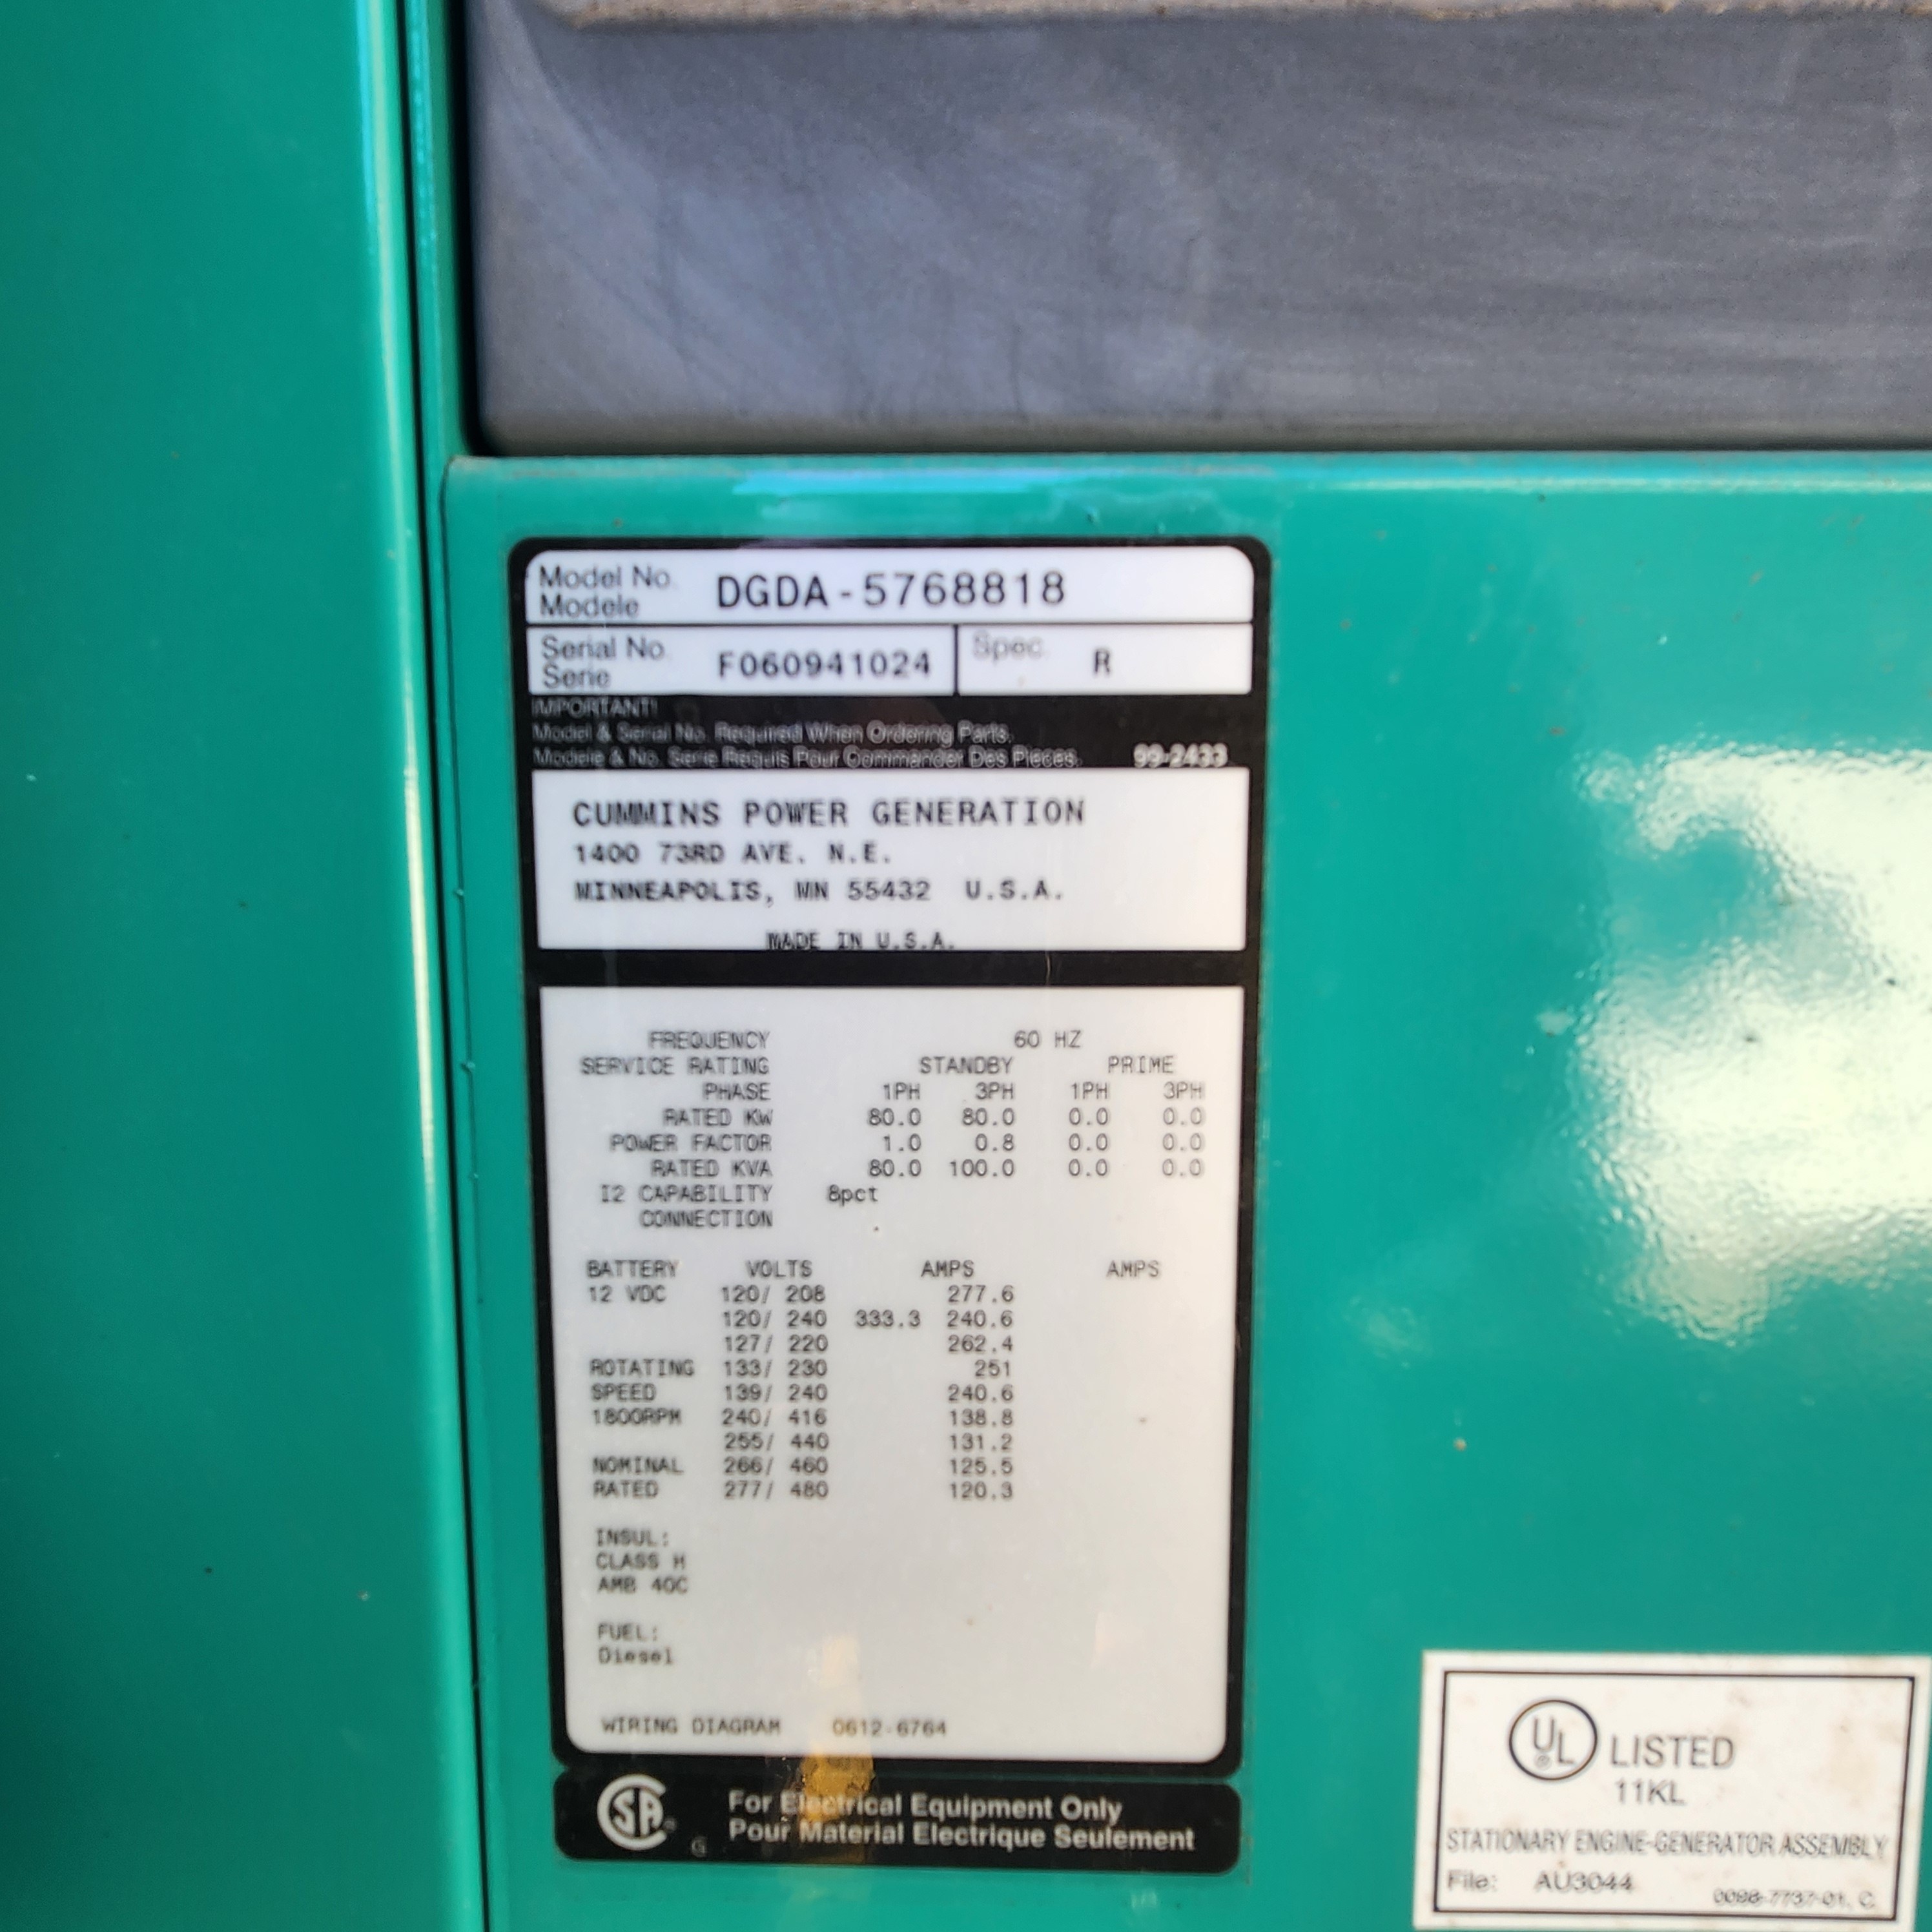 Model No. DGDA-5768818
Modele
Serial No. F060941024 Spec. R
Serie
IMPORTANT!
Model & Serial No. Required When Ordering Parts.
Modele & No. Serie Requis Pour Commander Des Pieces. 99-2433
CUMMINS POWER GENERATION
1400 73RD AVE. N.E.
MINNEAPOLIS, MN 55432 U.S.A.
MADE IN U.S.A.
FREQUENCY 60 HZ
SERVICE RATING STANDBY PRIME
PHASE 1PH 3PH 1PH 3PH
RATED KW 80.0 80.0 0.0 0.0
POWER FACTOR 1.0 0.8 0.0 0.0
RATED KVA 80.0 100.0 0.0 0.0
I2 CAPABILITY 8pct
CONNECTION
BATTERY VOLTS AMPS AMPS
12 VDC 120/ 208 277.6
120/ 240 333.3 240.6
127/ 220 262.4
ROTATING 133/ 230 251
SPEED 139/ 240 240.6
1800RPM 240/ 416 138.8
255/ 440 131.2
NOMINAL 266/ 460 125.5
RATED 277/ 480 120.3
INSUL:
CLASS H
AMB 40C
FUEL:
Diesel
WIRING DIAGRAM 0612-6764
SA® G
For Electrical Equipment Only
Pour Material Electrique Seulement
UL® LISTED
11KL
STATIONARY ENGINE-GENERATOR ASSEMBLY
File: AU3044
0098-7737-01, C